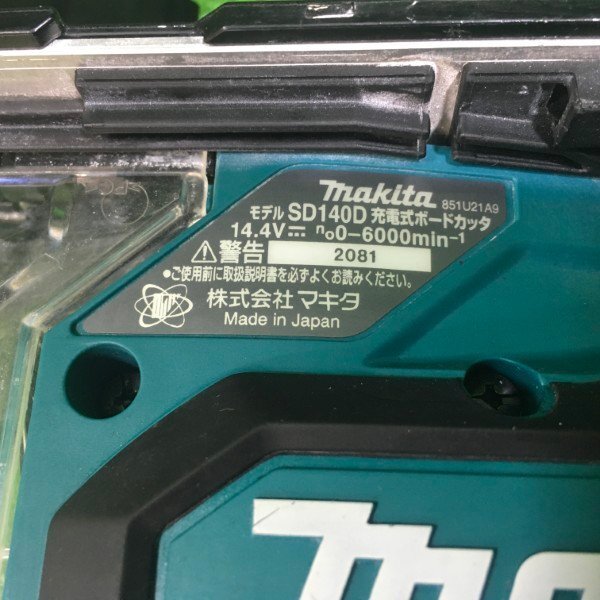 makita 851U21A9
モデル SD140D 充電式ボードカッタ
14.4V⎓ n₀0–6000min⁻¹
⚠警告 2081
●ご使用前に取扱説明書を必ずよくお読みください。
株式会社 マキタ
Made in Japan